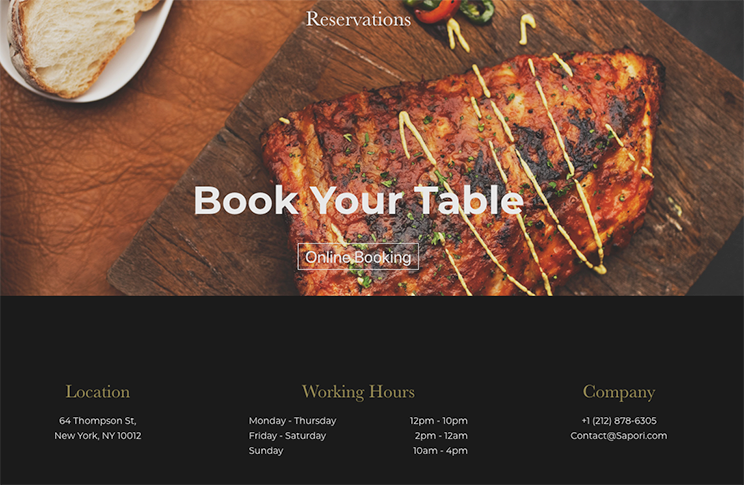 Reservations
Book Your Table
Online Booking
Location
64 Thompson St,
New York, NY 10012
Working Hours
Monday - Thursday 12pm - 10pm
Friday - Saturday 2pm - 12am
Sunday 10am - 4pm
Company
+1 (212) 878-6305
Contact@Sapori.com